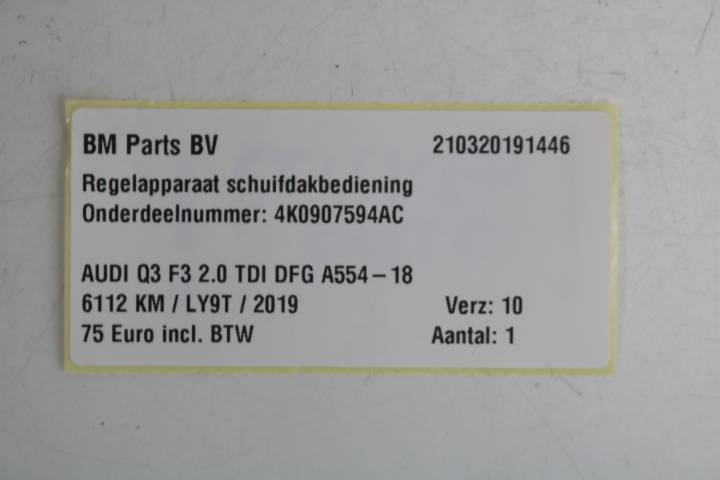 BM Parts BV 210320191446
Regelapparaat schuifdakbediening
Onderdeelnummer: 4K0907594AC
AUDI Q3 F3 2.0 TDI DFG A554-18
6112 KM / LY9T / 2019 Verz: 10
75 Euro incl. BTW Aantal: 1